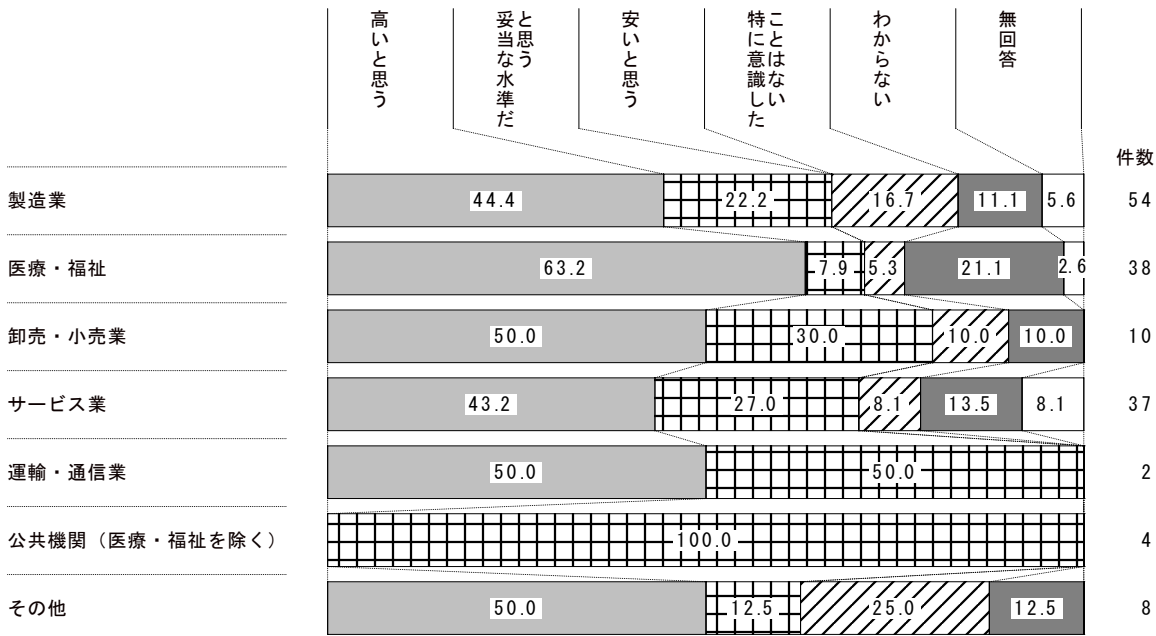 高いと思う
妥当な水準だ
と思う
安いと思う
特に意識した
ことはない
わからない
無回答
件数
製造業 44.4 22.2 16.7 11.1 5.6 54
医療・福祉 63.2 7.9 5.3 21.1 2.6 38
卸売・小売業 50.0 30.0 10.0 10.0 10
サービス業 43.2 27.0 8.1 13.5 8.1 37
運輸・通信業 50.0 50.0 2
公共機関（医療・福祉を除く） 100.0 4
その他 50.0 12.5 25.0 12.5 8